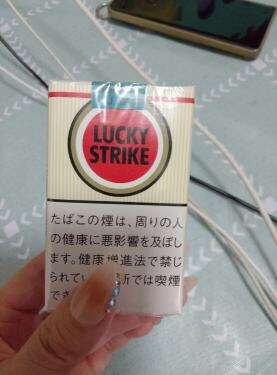 LUCKY
STRIKE
たばこの煙は、周りの人
の健康に悪影響を及ぼし
ます。健康増進法で禁じ
られてい 所では喫煙
でき